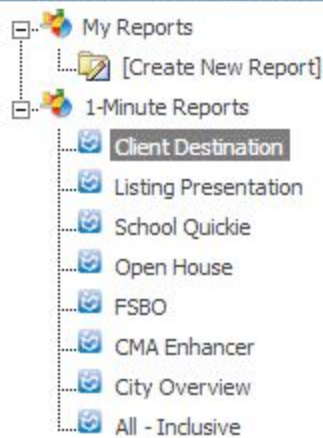 My Reports
[Create New Report]
1-Minute Reports
Client Destination
Listing Presentation
School Quickie
Open House
FSBO
CMA Enhancer
City Overview
All - Inclusive